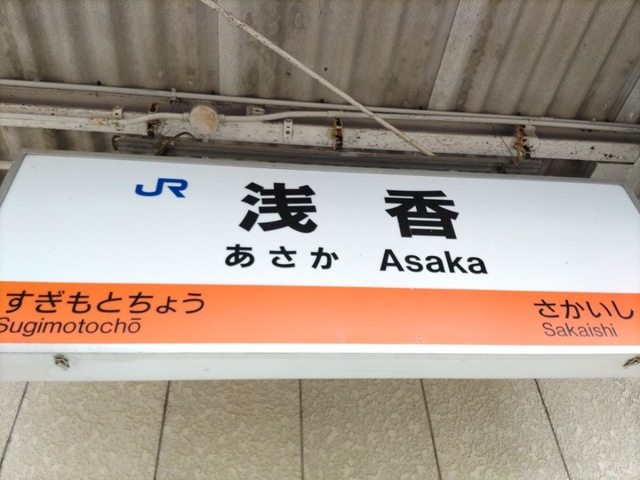 JR 浅香
あさか Asaka
すぎもとちょう さかいし
Sugimotochō Sakaishi